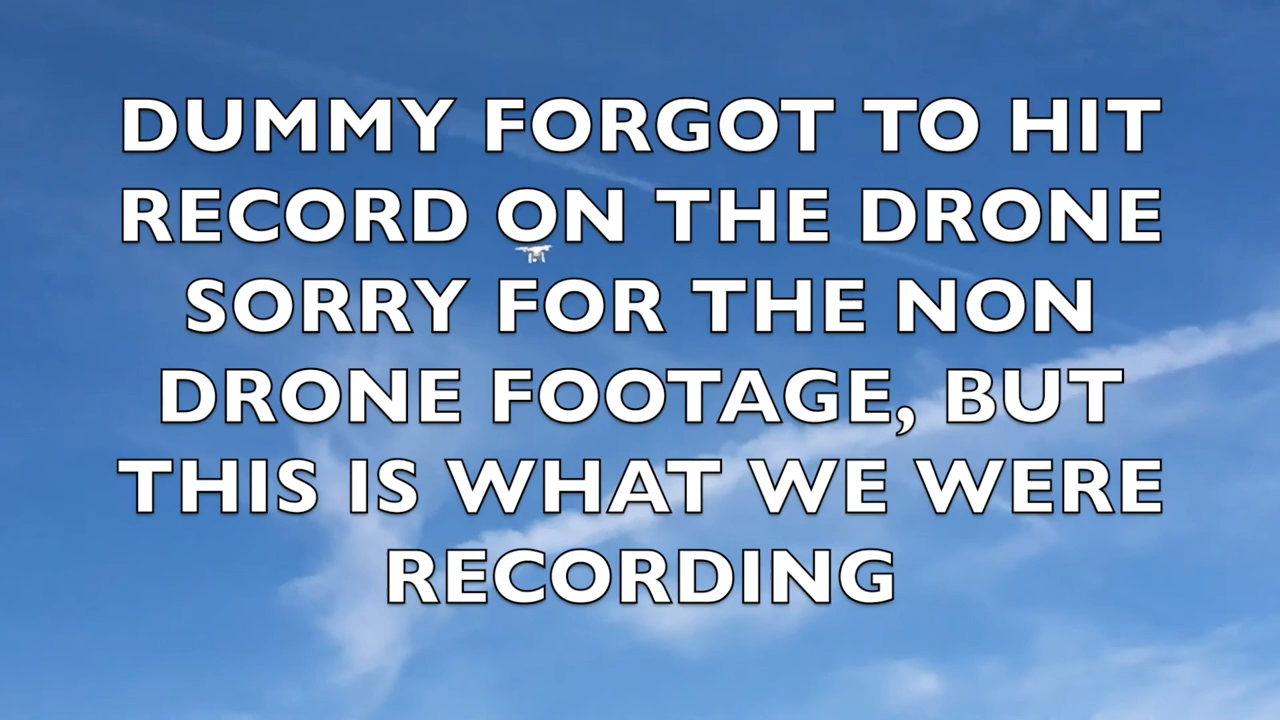 DUMMY FORGOT TO HIT
RECORD ON THE DRONE
SORRY FOR THE NON
DRONE FOOTAGE, BUT
THIS IS WHAT WE WERE
RECORDING